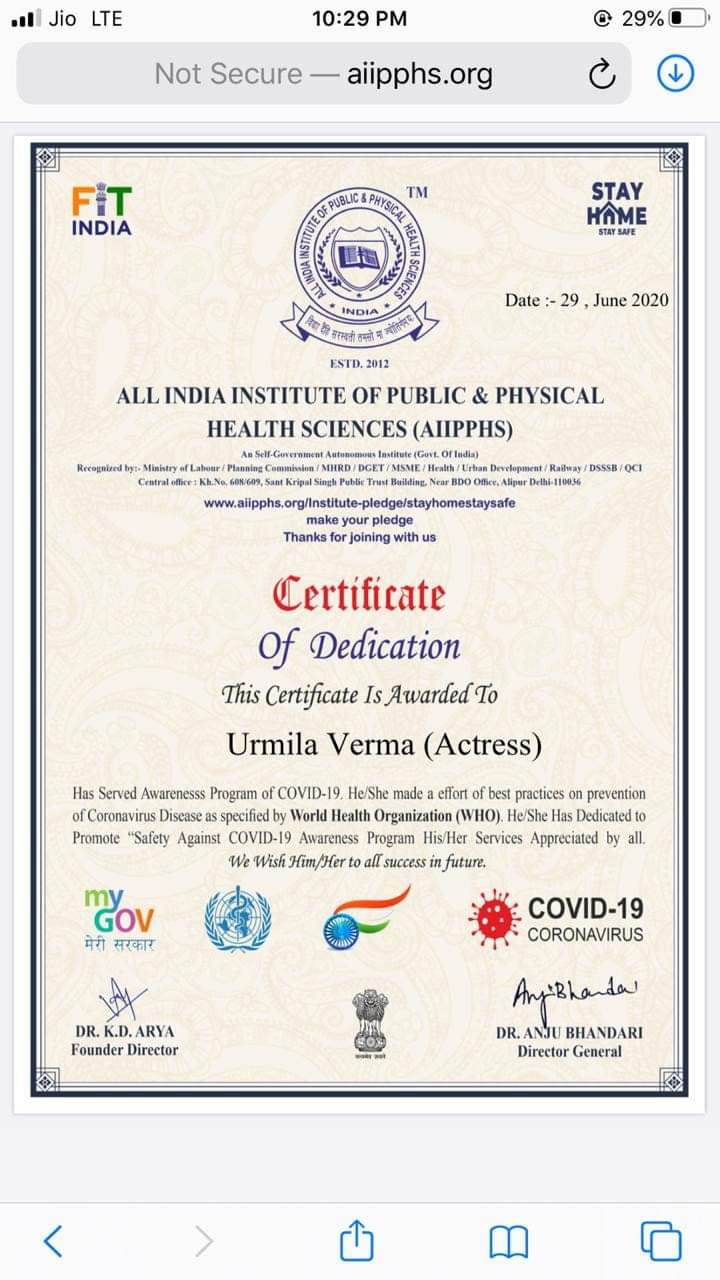 Jio LTE 10:29 PM 29%
Not Secure — aiipphs.org
FIT
INDIA
STAY
HOME
STAY SAFE
ALL INDIA INSTITUTE OF PUBLIC & PHYSICAL HEALTH SCIENCES
TM
INDIA
विद्या देहि सरस्वती तमसो मा ज्योतिर्गमय
ESTD. 2012
Date :- 29 , June 2020
ALL INDIA INSTITUTE OF PUBLIC & PHYSICAL
HEALTH SCIENCES (AIIPPHS)
An Self-Government Autonomous Institute (Govt. Of India)
Recognized by:- Ministry of Labour / Planning Commission / MHRD / DGET / MSME / Health / Urban Development / Railway / DSSSB / QCI
Central office : Kh.No. 608/609, Sant Kripal Singh Public Trust Building, Near BDO Office, Alipur Delhi-110036
www.aiipphs.org/Institute-pledge/stayhomestaysafe
make your pledge
Thanks for joining with us
Certificate
Of Dedication
This Certificate Is Awarded To
Urmila Verma (Actress)
Has Served Awarenesss Program of COVID-19. He/She made a effort of best practices on prevention
of Coronavirus Disease as specified by World Health Organization (WHO). He/She Has Dedicated to
Promote “Safety Against COVID-19 Awareness Program His/Her Services Appreciated by all.
We Wish Him/Her to all success in future.
my
GOV
मेरी सरकार
COVID-19
CORONAVIRUS
Anju Bhandari
DR. K.D. ARYA
Founder Director
सत्यमेव जयते
DR. ANJU BHANDARI
Director General